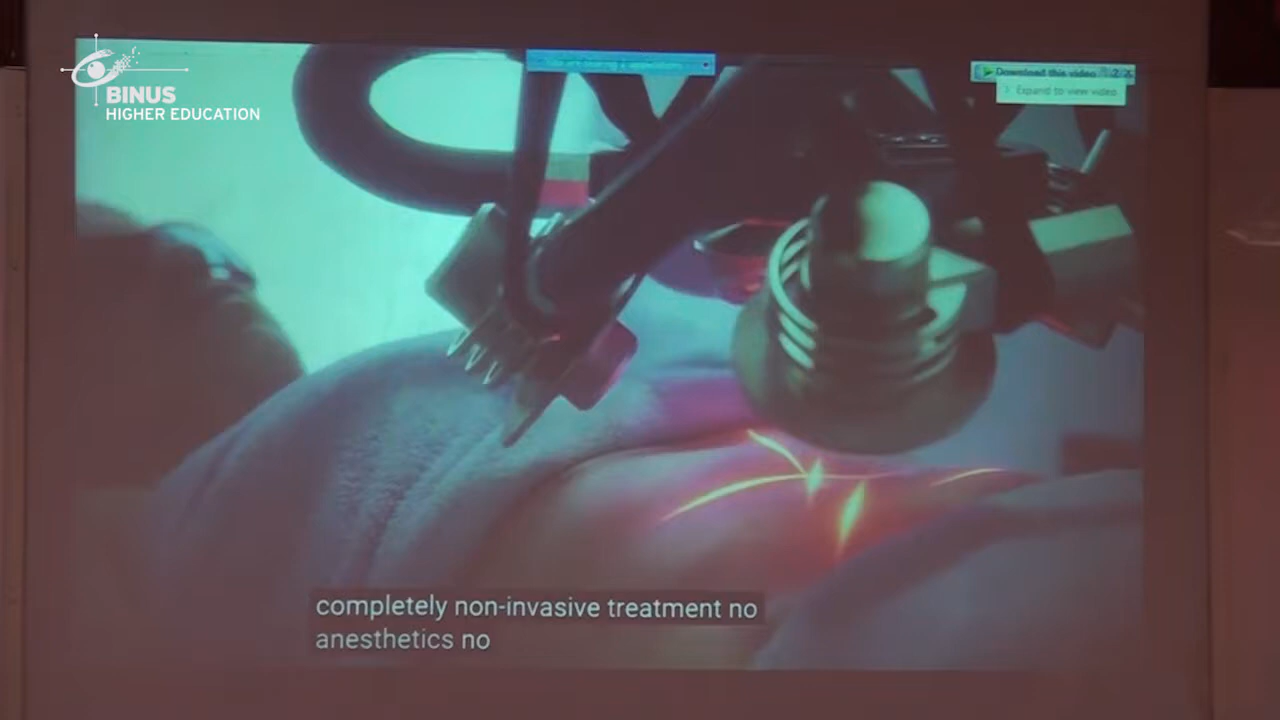 BINUS
HIGHER EDUCATION
Download this video
Expand to view video
completely non-invasive treatment no
anesthetics no